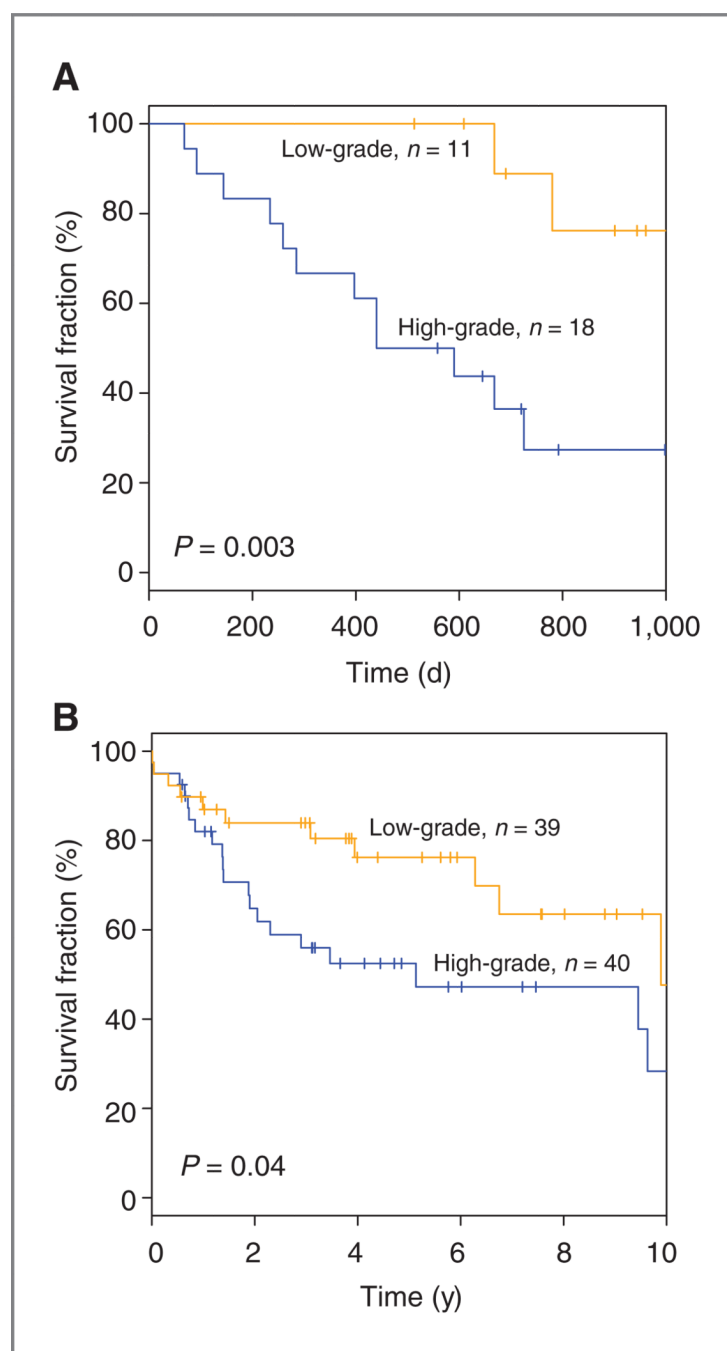 A
Survival fraction (%)
100
80
60
40
20
0
Low-grade, n = 11
High-grade, n = 18
P = 0.003
0 200 400 600 800 1,000
Time (d)
B
Survival fraction (%)
100
80
60
40
20
0
Low-grade, n = 39
High-grade, n = 40
P = 0.04
0 2 4 6 8 10
Time (y)